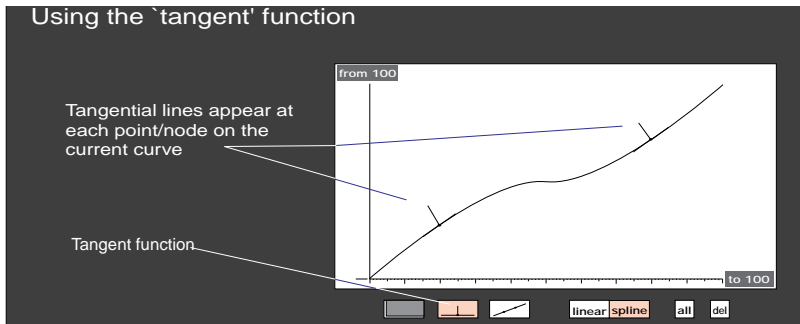 Using the `tangent' function
from 100
Tangential lines appear at
each point/node on the
current curve
Tangent function
to 100
linear spline all del